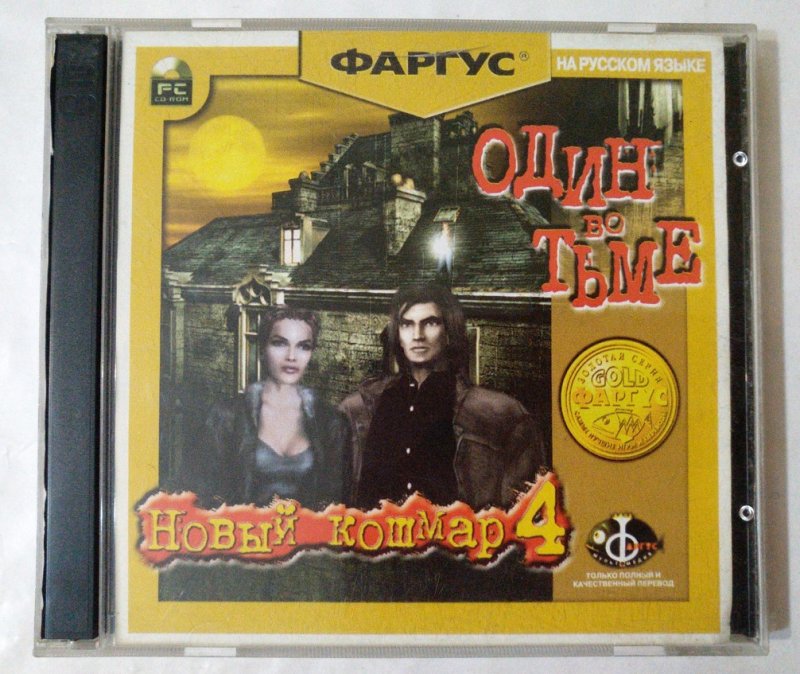 ФАРГУС®
НА РУССКОМ ЯЗЫКЕ
PC
CD-ROM
ОДИН
ВО
ТЬМЕ
ЗОЛОТАЯ СЕРИЯ
GOLD
ФАРГУС
НОВЫЙ КОШМАР 4
ФАРГУС
ТОЛЬКО ПОЛНЫЙ И
КАЧЕСТВЕННЫЙ ПЕРЕВОД